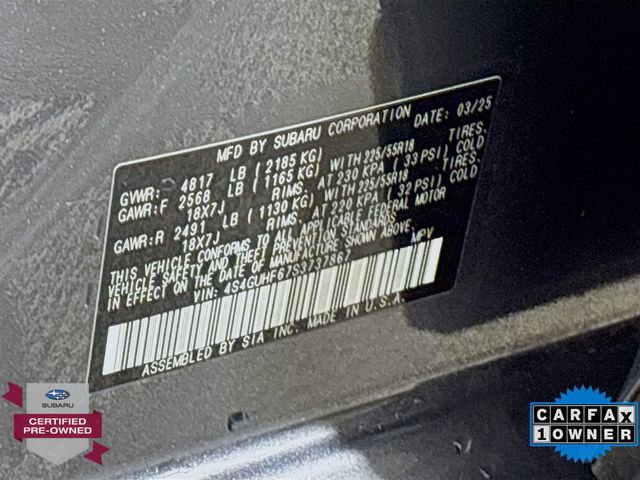 MFD BY SUBARU CORPORATION DATE: 03/25
GVWR: 4817 LB (2185 KG)
GAWR:F 2568 LB (1165 KG) WITH 225/55R18 TIRES.
18X7J RIMS. AT 230 KPA (33 PSI) COLD
GAWR:R 2491 LB (1130 KG) WITH 225/55R18 TIRES.
18X7J RIMS. AT 220 KPA (32 PSI) COLD
THIS VEHICLE CONFORMS TO ALL APPLICABLE FEDERAL MOTOR
VEHICLE SAFETY AND THEFT PREVENTION STANDARDS
IN EFFECT ON THE DATE OF MANUFACTURE SHOWN ABOVE.
VIN: 4S4GUHF67S3732867 MPV
ASSEMBLED BY SIA INC. MADE IN U.S.A.
SUBARU
CERTIFIED
PRE-OWNED
CARFAX
1 OWNER